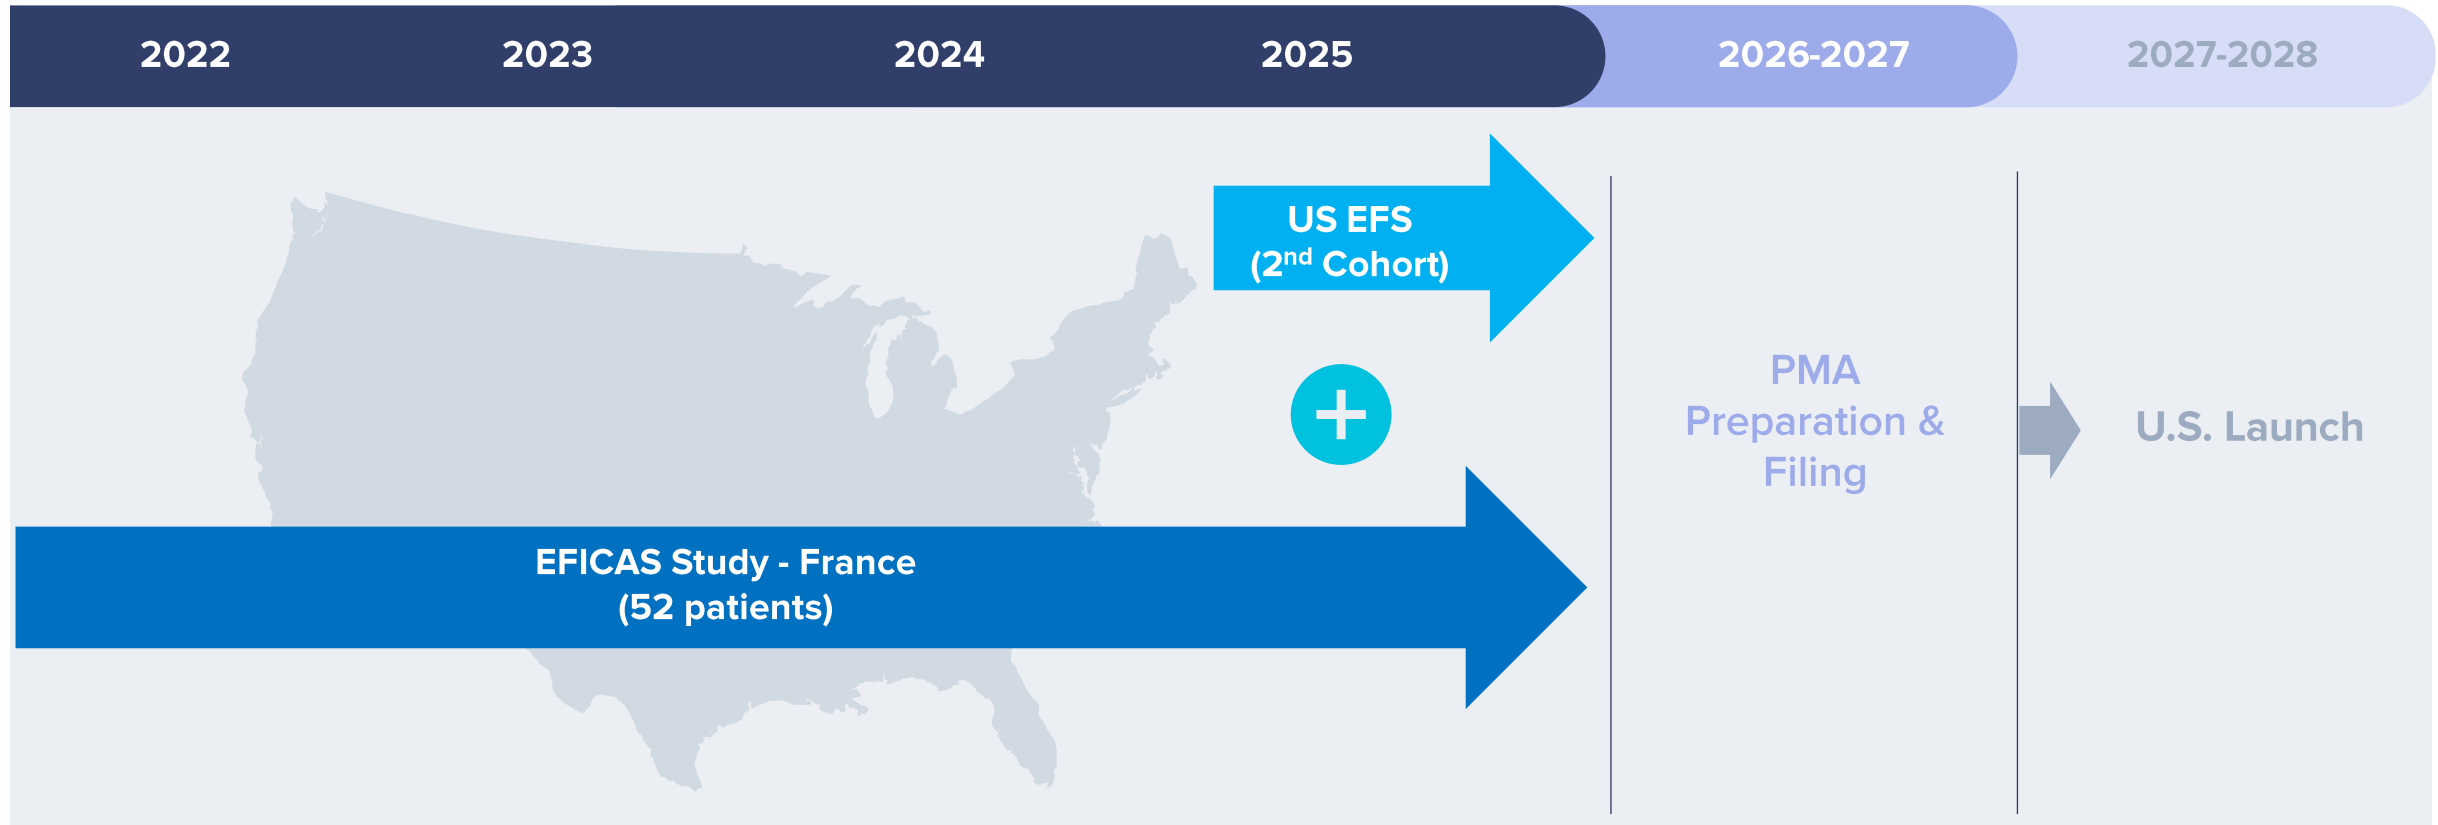 2022 2023 2024 2025 2026-2027 2027-2028
US EFS
(2nd Cohort)
+
EFICAS Study - France
(52 patients)
PMA
Preparation &
Filing
U.S. Launch